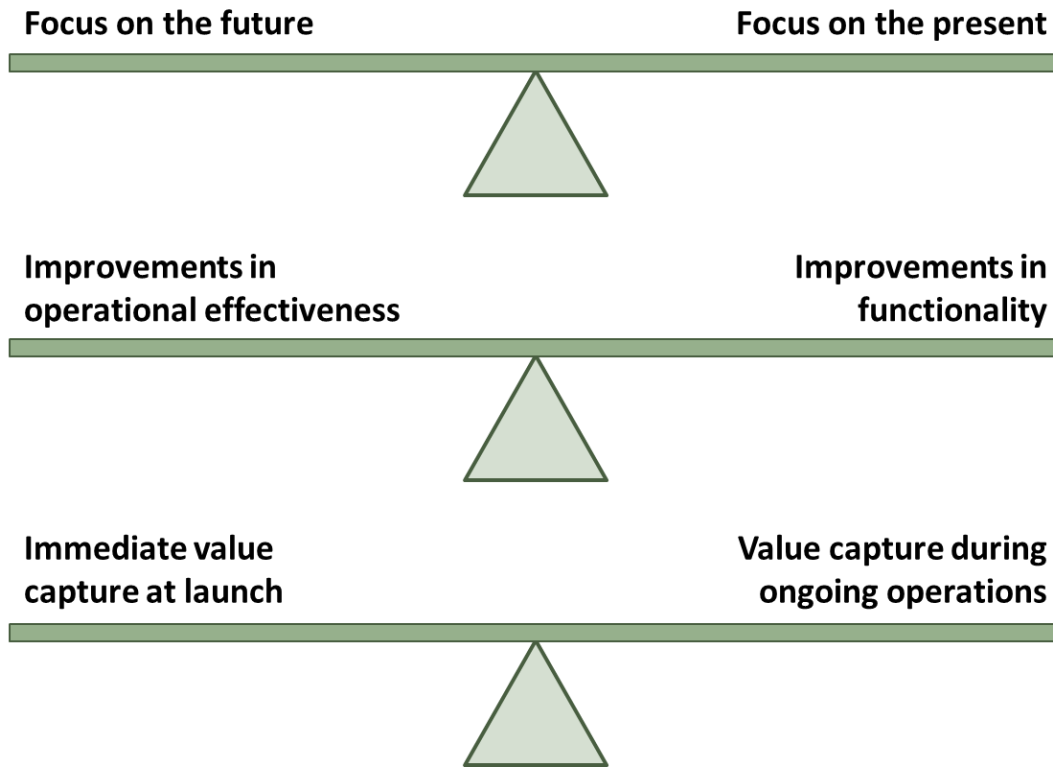 Focus on the future
Focus on the present
Improvements in
operational effectiveness
Improvements in
functionality
Immediate value
capture at launch
Value capture during
ongoing operations